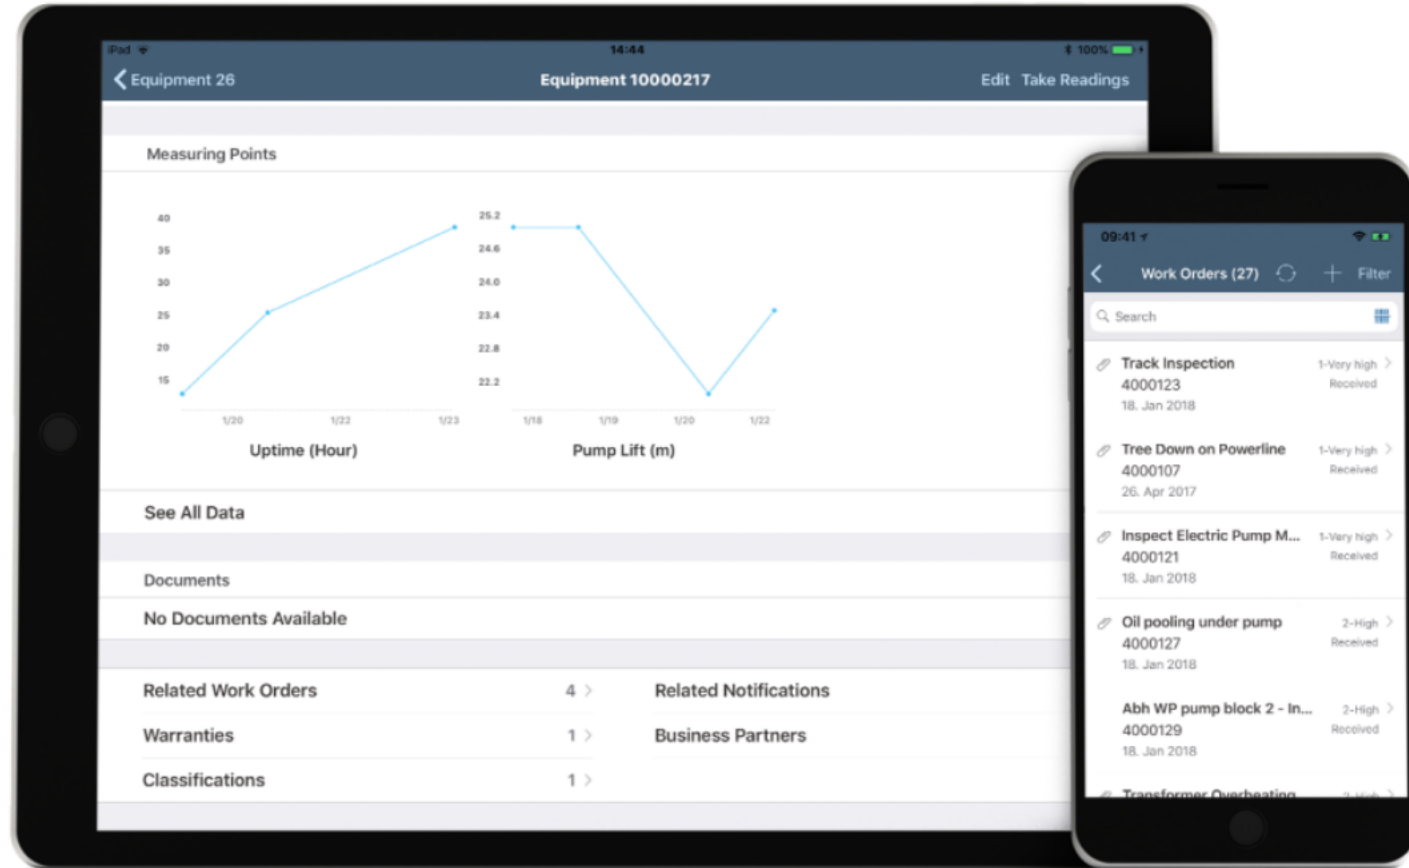 iPad 14:44 100%
Equipment 26 Equipment 10000217 Edit Take Readings
Measuring Points
40
35
30
25
20
15
1/20 1/22 1/23
Uptime (Hour)
25.2
24.6
24.0
23.4
22.8
22.2
1/18 1/19 1/20 1/22
Pump Lift (m)
See All Data
Documents
No Documents Available
Related Work Orders 4
Related Notifications
Warranties 1
Business Partners
Classifications 1
09:41
Work Orders (27) Filter
Search
Track Inspection 1-Very high
4000123 Received
18. Jan 2018
Tree Down on Powerline 1-Very high
4000107 Received
26. Apr 2017
Inspect Electric Pump M... 1-Very high
4000121 Received
18. Jan 2018
Oil pooling under pump 2-High
4000127 Received
18. Jan 2018
Abh WP pump block 2 - In... 2-High
4000129 Received
18. Jan 2018
Transformer Overheating 2-High